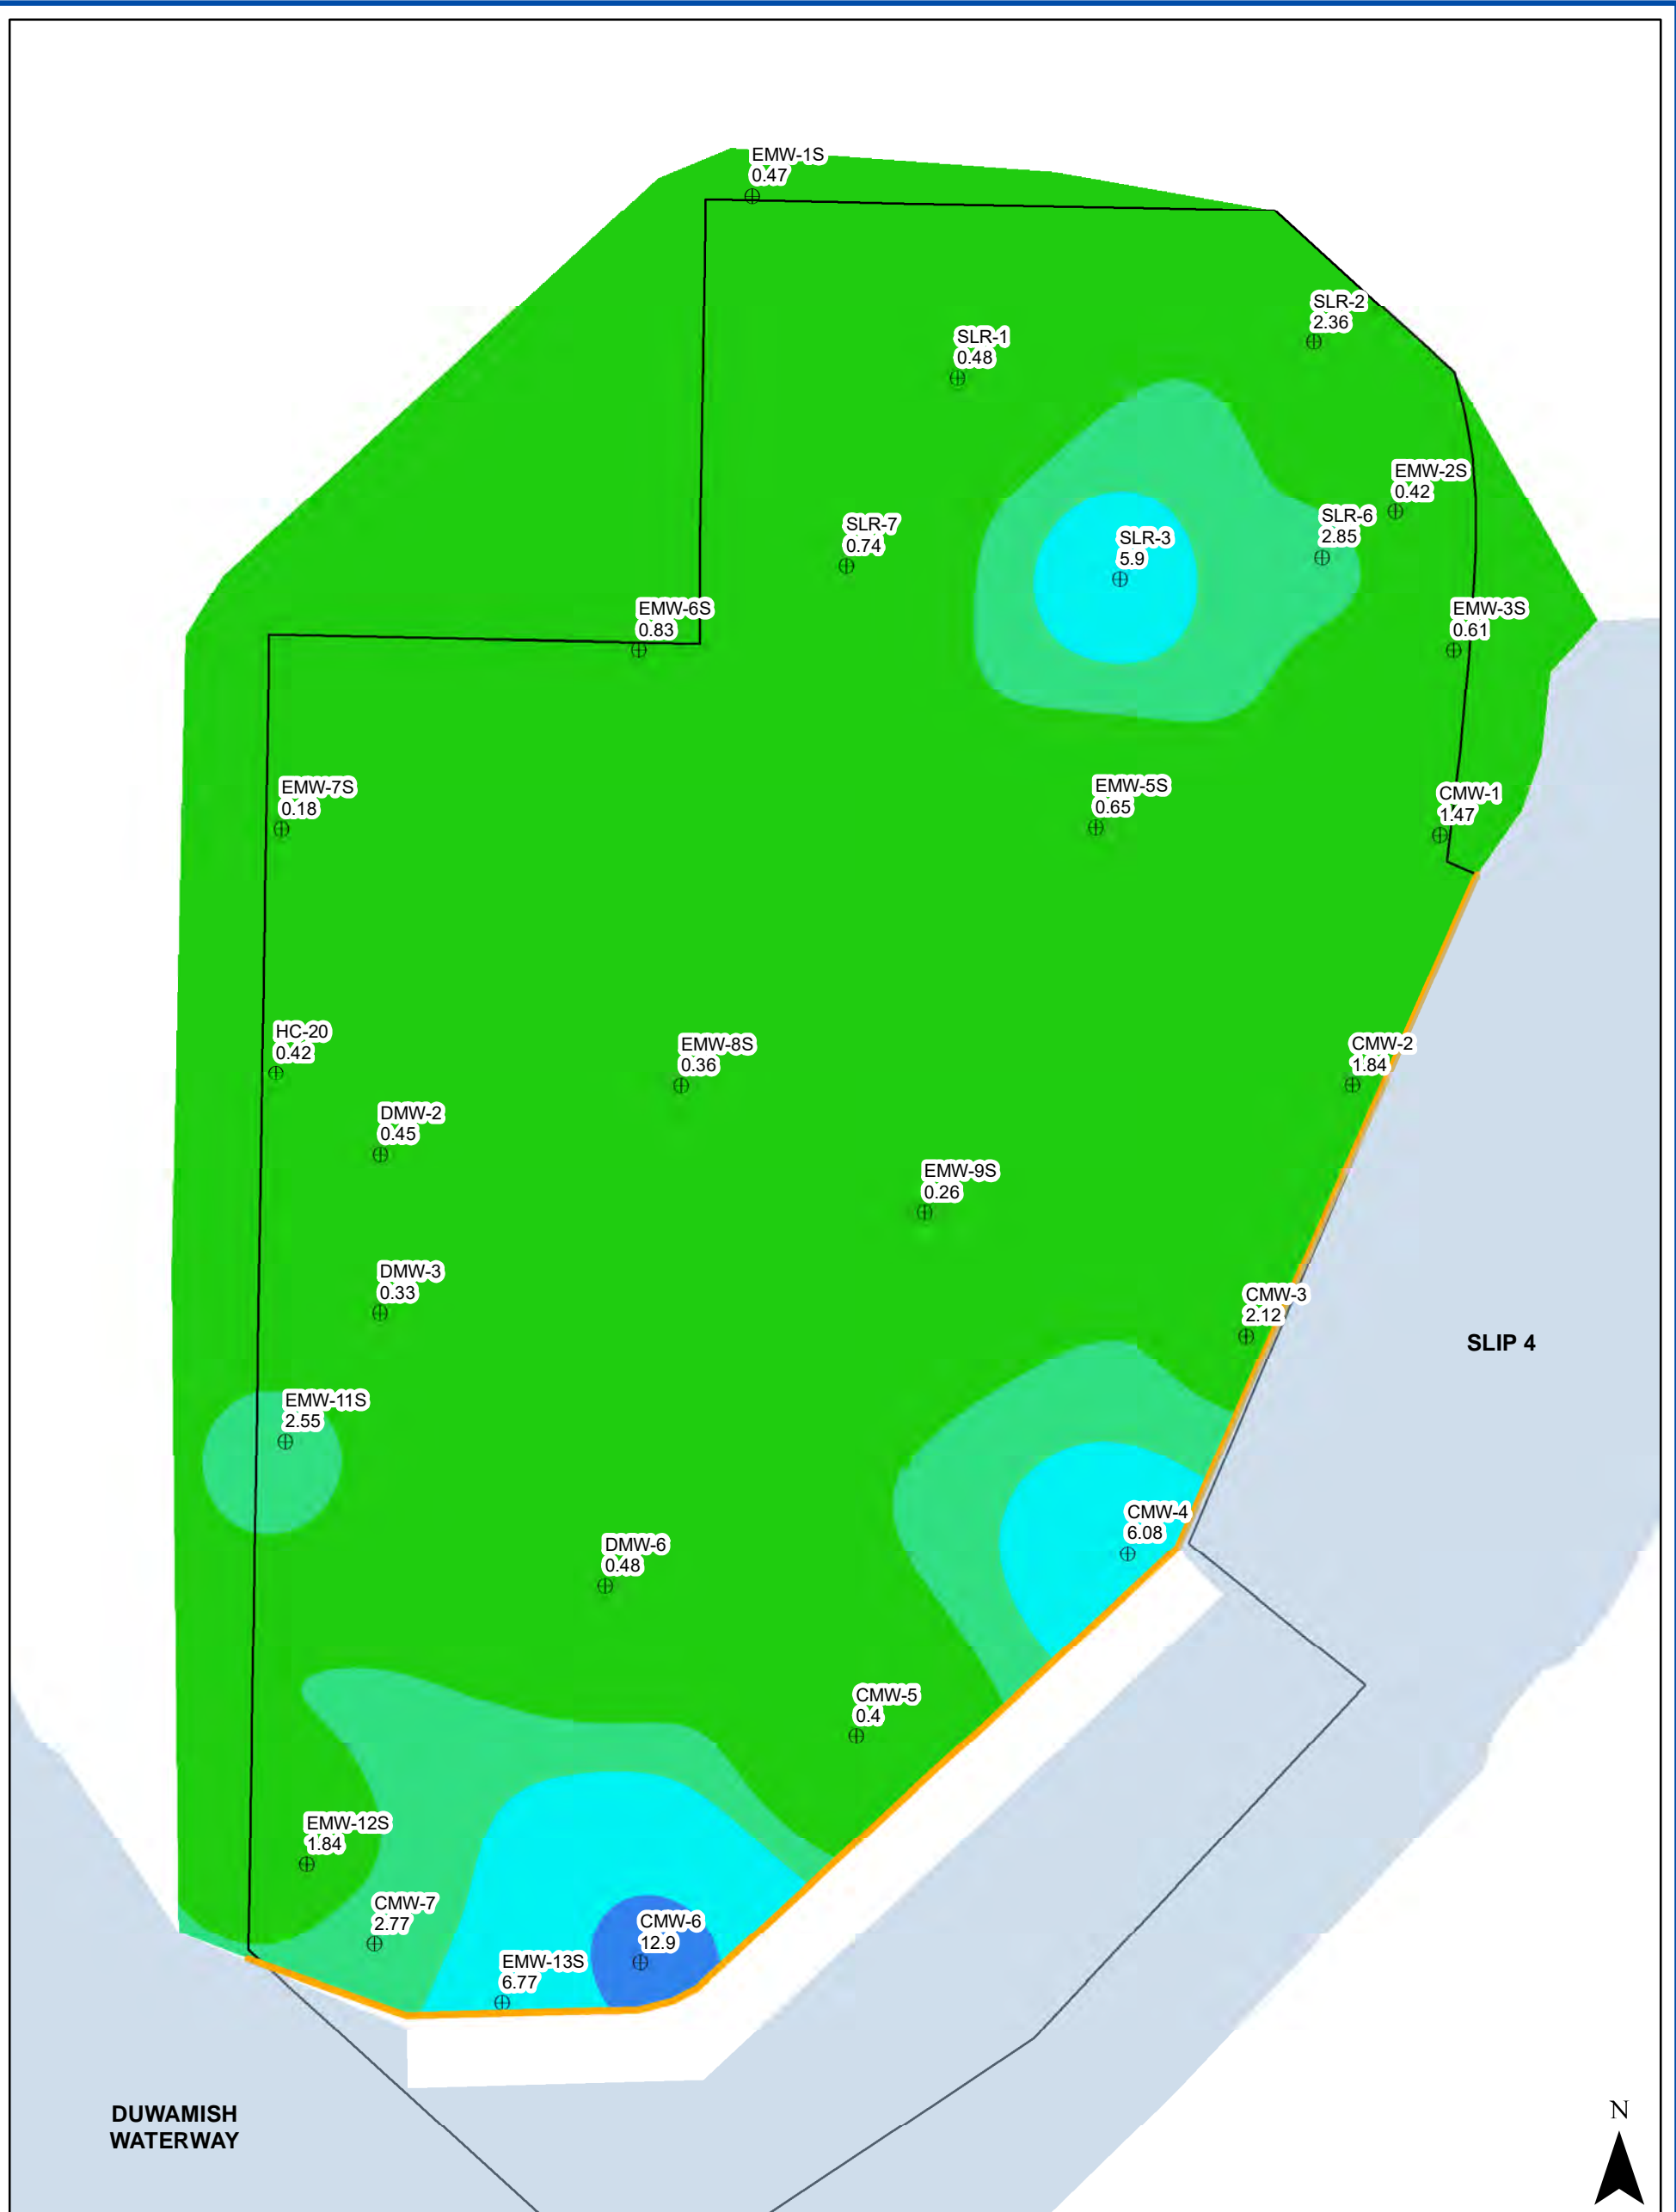 EMW-1S
0.47
SLR-2
2.36
SLR-1
0.48
EMW-2S
0.42
SLR-6
2.85
SLR-7
0.74
SLR-3
5.9
EMW-6S
0.83
EMW-3S
0.61
EMW-7S
0.18
EMW-5S
0.65
CMW-1
1.47
HC-20
0.42
EMW-8S
0.36
CMW-2
1.84
DMW-2
0.45
EMW-9S
0.26
DMW-3
0.33
CMW-3
2.12
SLIP 4
EMW-11S
2.55
CMW-4
6.08
DMW-6
0.48
CMW-5
0.4
EMW-12S
1.84
CMW-7
2.77
CMW-6
12.9
EMW-13S
6.77
DUWAMISH
WATERWAY
N